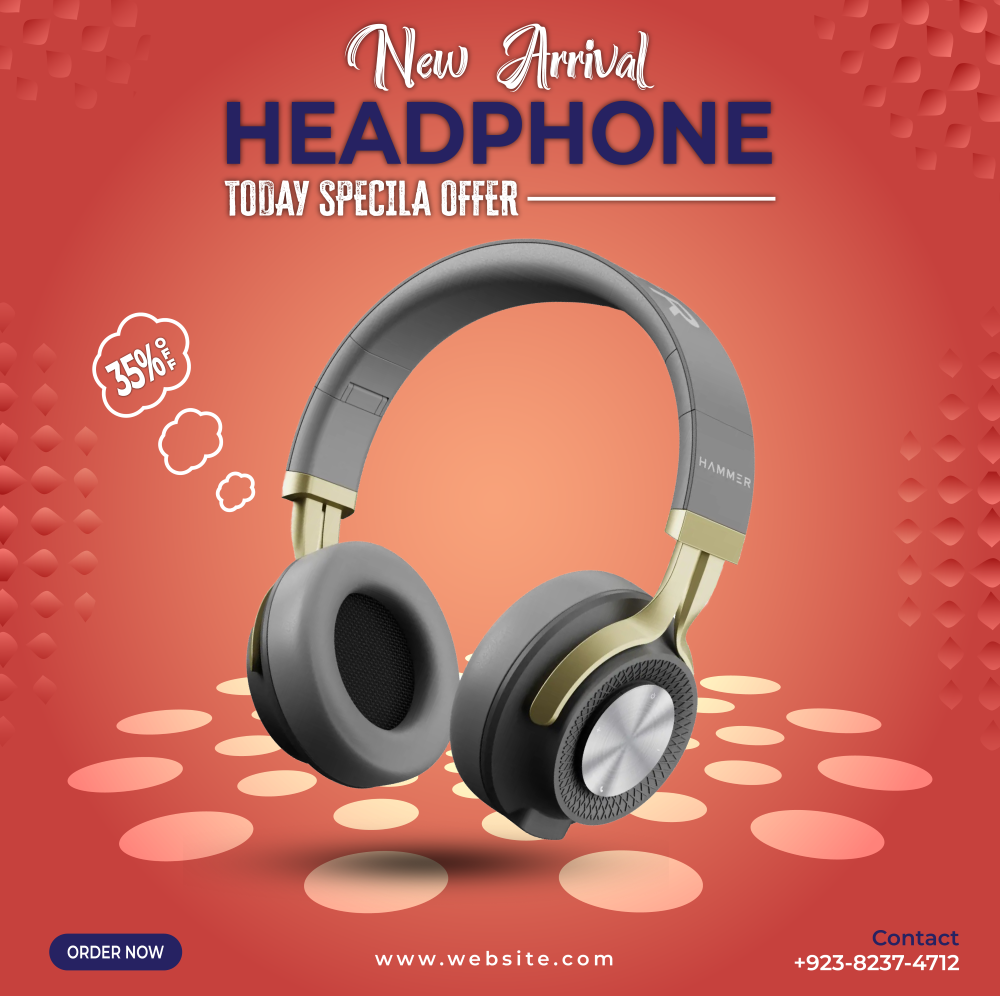 New Arrival
HEADPHONE
TODAY SPECILA OFFER
35% OFF
HAMMER
ORDER NOW
www.website.com
Contact
+923-8237-4712